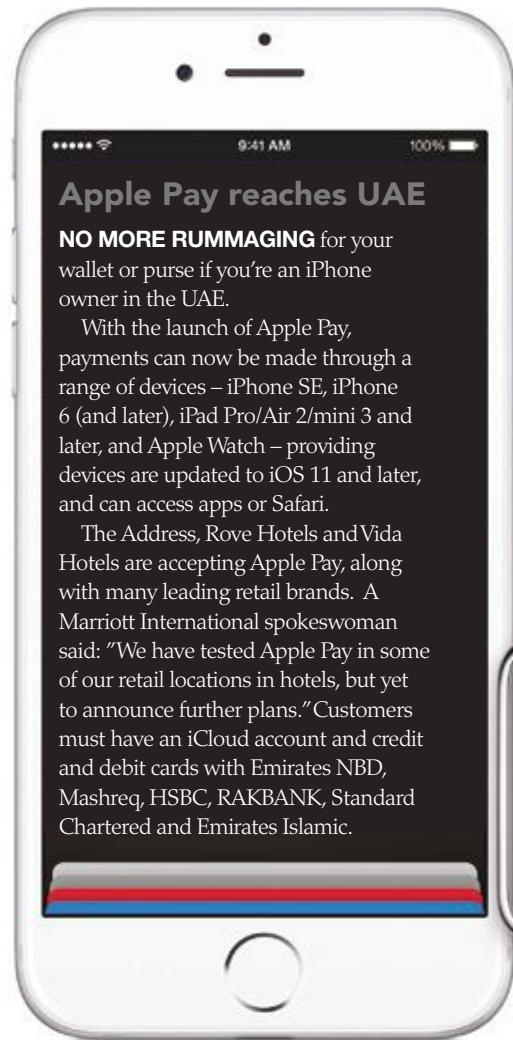 9:41 AM 100%
Apple Pay reaches UAE
NO MORE RUMMAGING for your
wallet or purse if you're an iPhone
owner in the UAE.
With the launch of Apple Pay,
payments can now be made through a
range of devices – iPhone SE, iPhone
6 (and later), iPad Pro/Air 2/mini 3 and
later, and Apple Watch – providing
devices are updated to iOS 11 and later,
and can access apps or Safari.
The Address, Rove Hotels and Vida
Hotels are accepting Apple Pay, along
with many leading retail brands. A
Marriott International spokeswoman
said: "We have tested Apple Pay in some
of our retail locations in hotels, but yet
to announce further plans." Customers
must have an iCloud account and credit
and debit cards with Emirates NBD,
Mashreq, HSBC, RAKBANK, Standard
Chartered and Emirates Islamic.